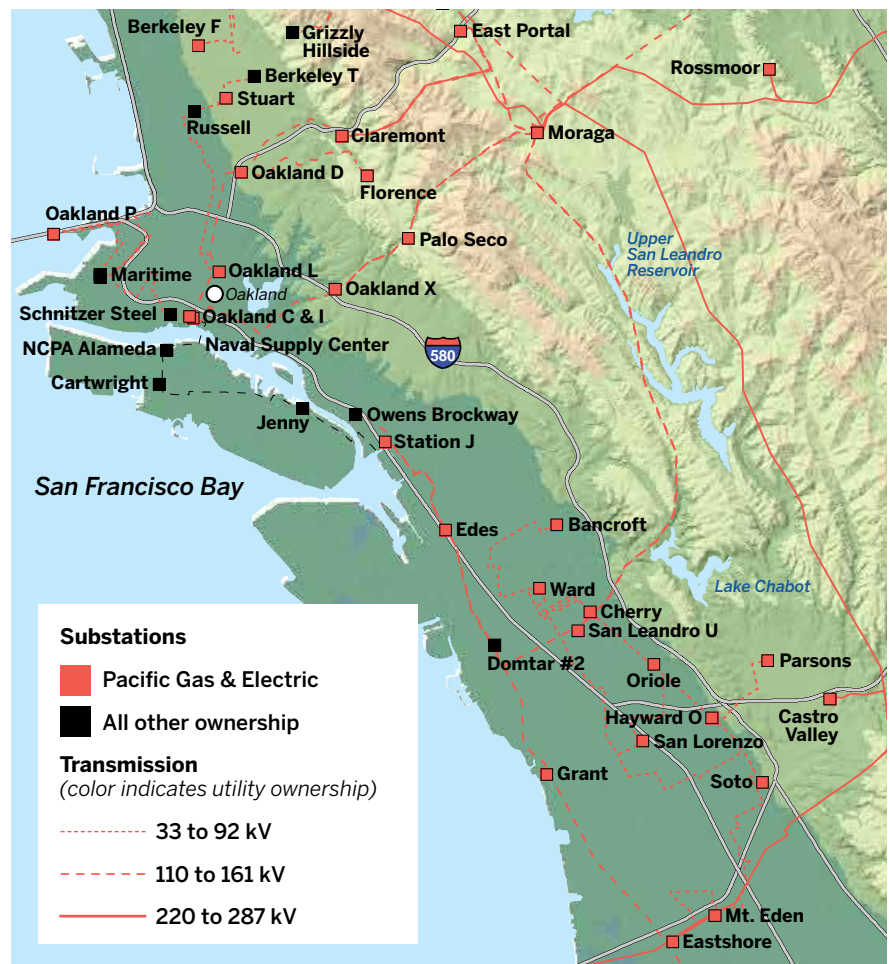 Berkeley F
Grizzly
Hillside
East Portal
Berkeley T
Rossmoor
Stuart
Russell
Claremont
Moraga
Oakland D
Florence
Oakland P
Palo Seco
Upper
San Leandro
Reservoir
Maritime
Oakland L
Oakland
Oakland X
Schnitzer Steel
Oakland C & I
NCPA Alameda
Naval Supply Center
580
Cartwright
Jenny
Owens Brockway
Station J
San Francisco Bay
Edes
Bancroft
Ward
Lake Chabot
Cherry
San Leandro U
Domtar #2
Oriole
Parsons
Hayward O
Castro
Valley
San Lorenzo
Grant
Soto
Mt. Eden
Eastshore
Substations
Pacific Gas & Electric
All other ownership
Transmission
(color indicates utility ownership)
33 to 92 kV
110 to 161 kV
220 to 287 kV